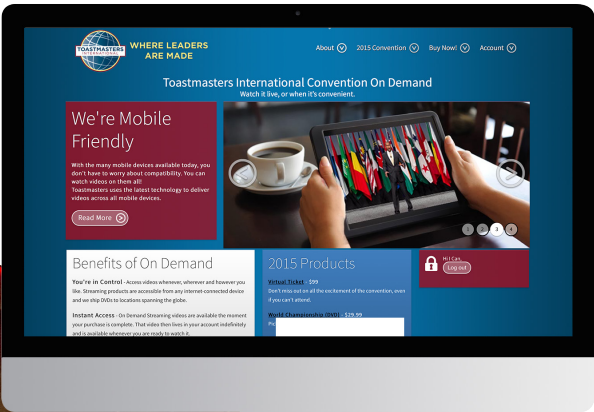 TOASTMASTERS
INTERNATIONAL
WHERE LEADERS
ARE MADE
About
2015 Convention
Buy Now!
Account
Toastmasters International Convention On Demand
Watch it live, or when it's convenient.
We're Mobile
Friendly
With the many mobile devices available today, you
don't have to worry about compatibility. You can
watch videos on them all!
Toastmasters uses the latest technology to deliver
videos across all mobile devices.
Read More
1 2 3 4
Benefits of On Demand
You're in Control - Access videos whenever, wherever and however you
like. Streaming products are accessible from any internet-connected device
and we ship DVDs to locations spanning the globe.
Instant Access - On Demand Streaming videos are available the moment
your purchase is complete. That video then lives in your account indefinitely
and is available whenever you are ready to watch it.
2015 Products
Virtual Ticket - $99
Don't miss out on all the excitement of the convention, even
if you can't attend.
World Championship (DVD) - $29.99
Hi! Can,
Log out